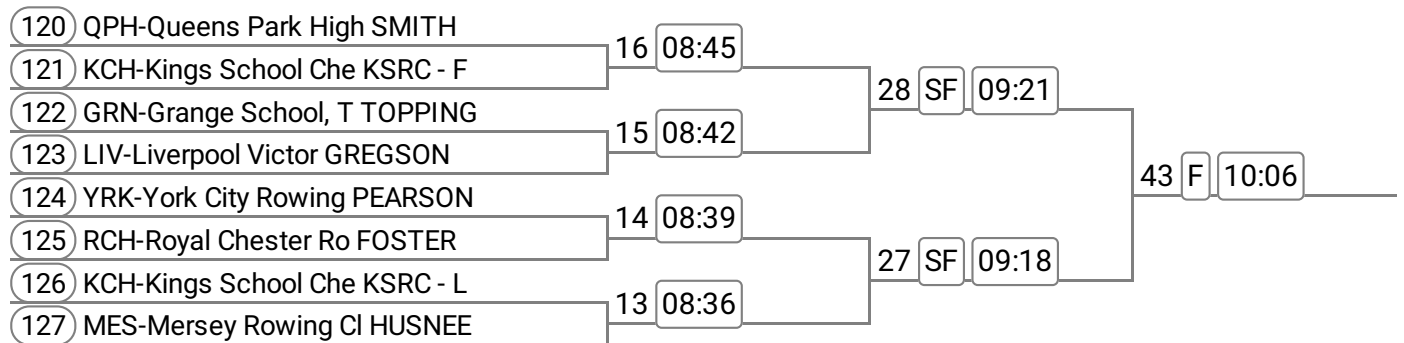 120 QPH-Queens Park High SMITH
16 08:45
121 KCH-Kings School Che KSRC - F
28 SF 09:21
122 GRN-Grange School, T TOPPING
15 08:42
123 LIV-Liverpool Victor GREGSON
43 F 10:06
124 YRK-York City Rowing PEARSON
14 08:39
125 RCH-Royal Chester Ro FOSTER
27 SF 09:18
126 KCH-Kings School Che KSRC - L
13 08:36
127 MES-Mersey Rowing Cl HUSNEE